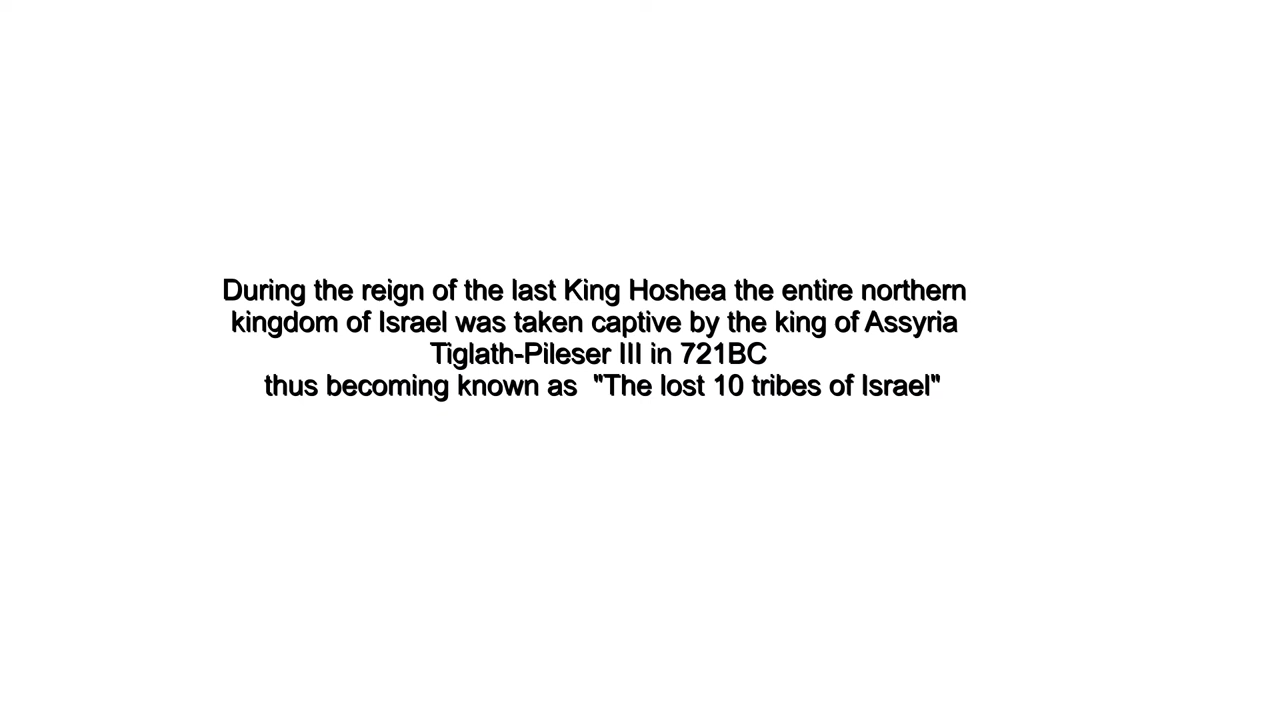 During the reign of the last King Hoshea the entire northern
kingdom of Israel was taken captive by the king of Assyria
Tiglath-Pileser III in 721BC
thus becoming known as  "The lost 10 tribes of Israel"